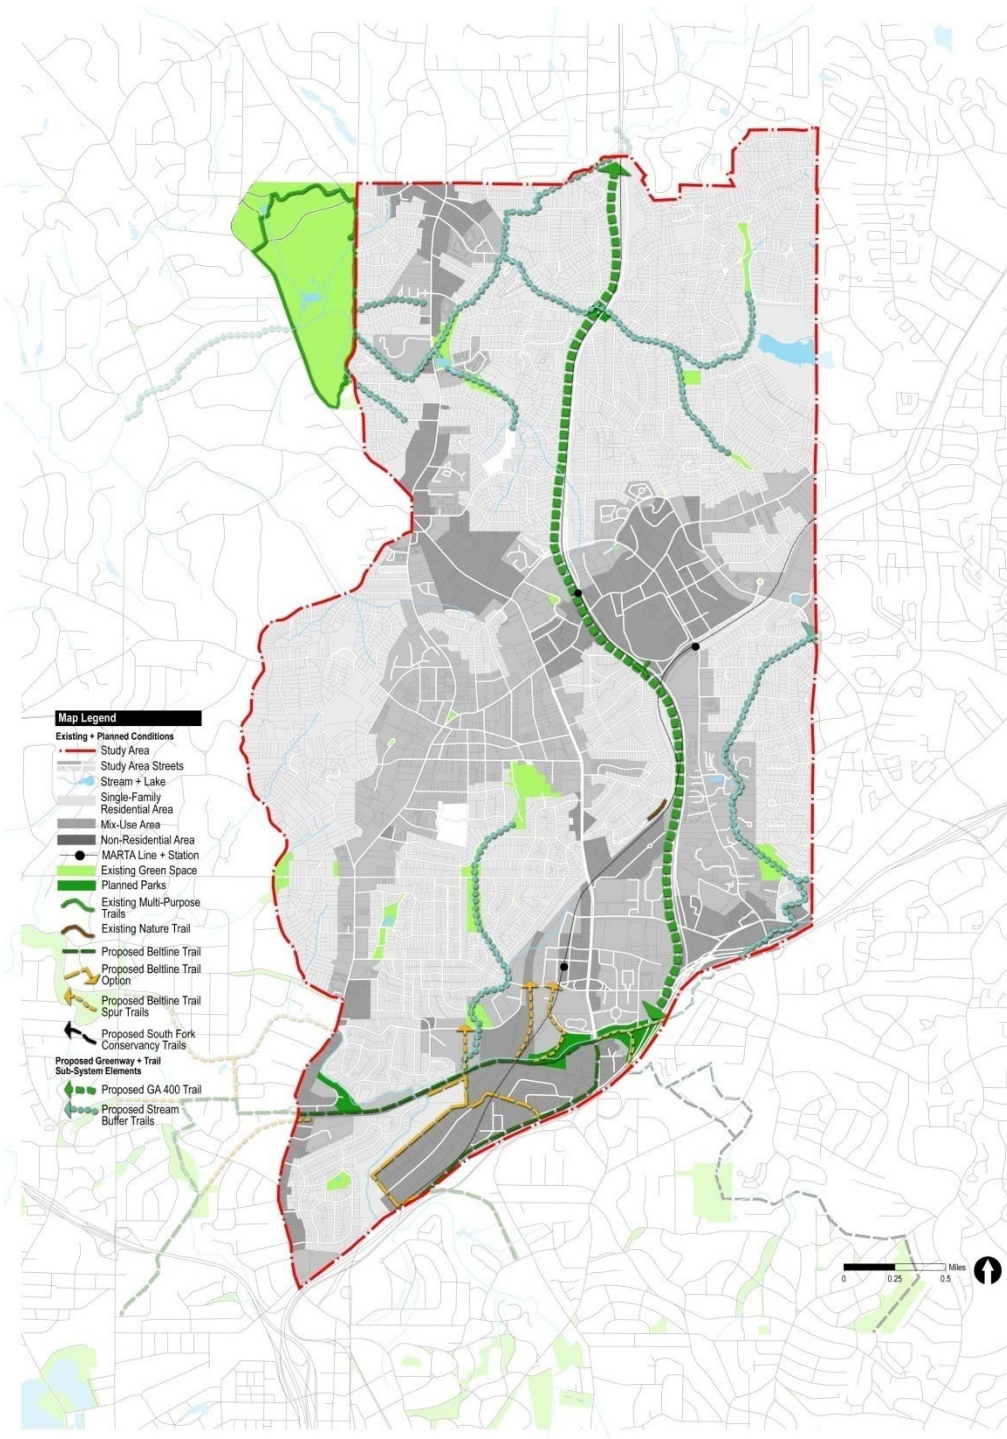 Map Legend
Existing + Planned Conditions
Study Area
Study Area Streets
Stream + Lake
Single-Family
Residential Area
Mix-Use Area
Non-Residential Area
MARTA Line + Station
Existing Green Space
Planned Parks
Existing Multi-Purpose
Trails
Existing Nature Trail
Proposed Beltline Trail
Proposed Beltline Trail
Option
Proposed Beltline Trail
Spur Trails
Proposed South Fork
Conservancy Trails
Proposed Greenway + Trail
Sub-System Elements
Proposed GA 400 Trail
Proposed Stream
Buffer Trails
Miles
0 0.25 0.5